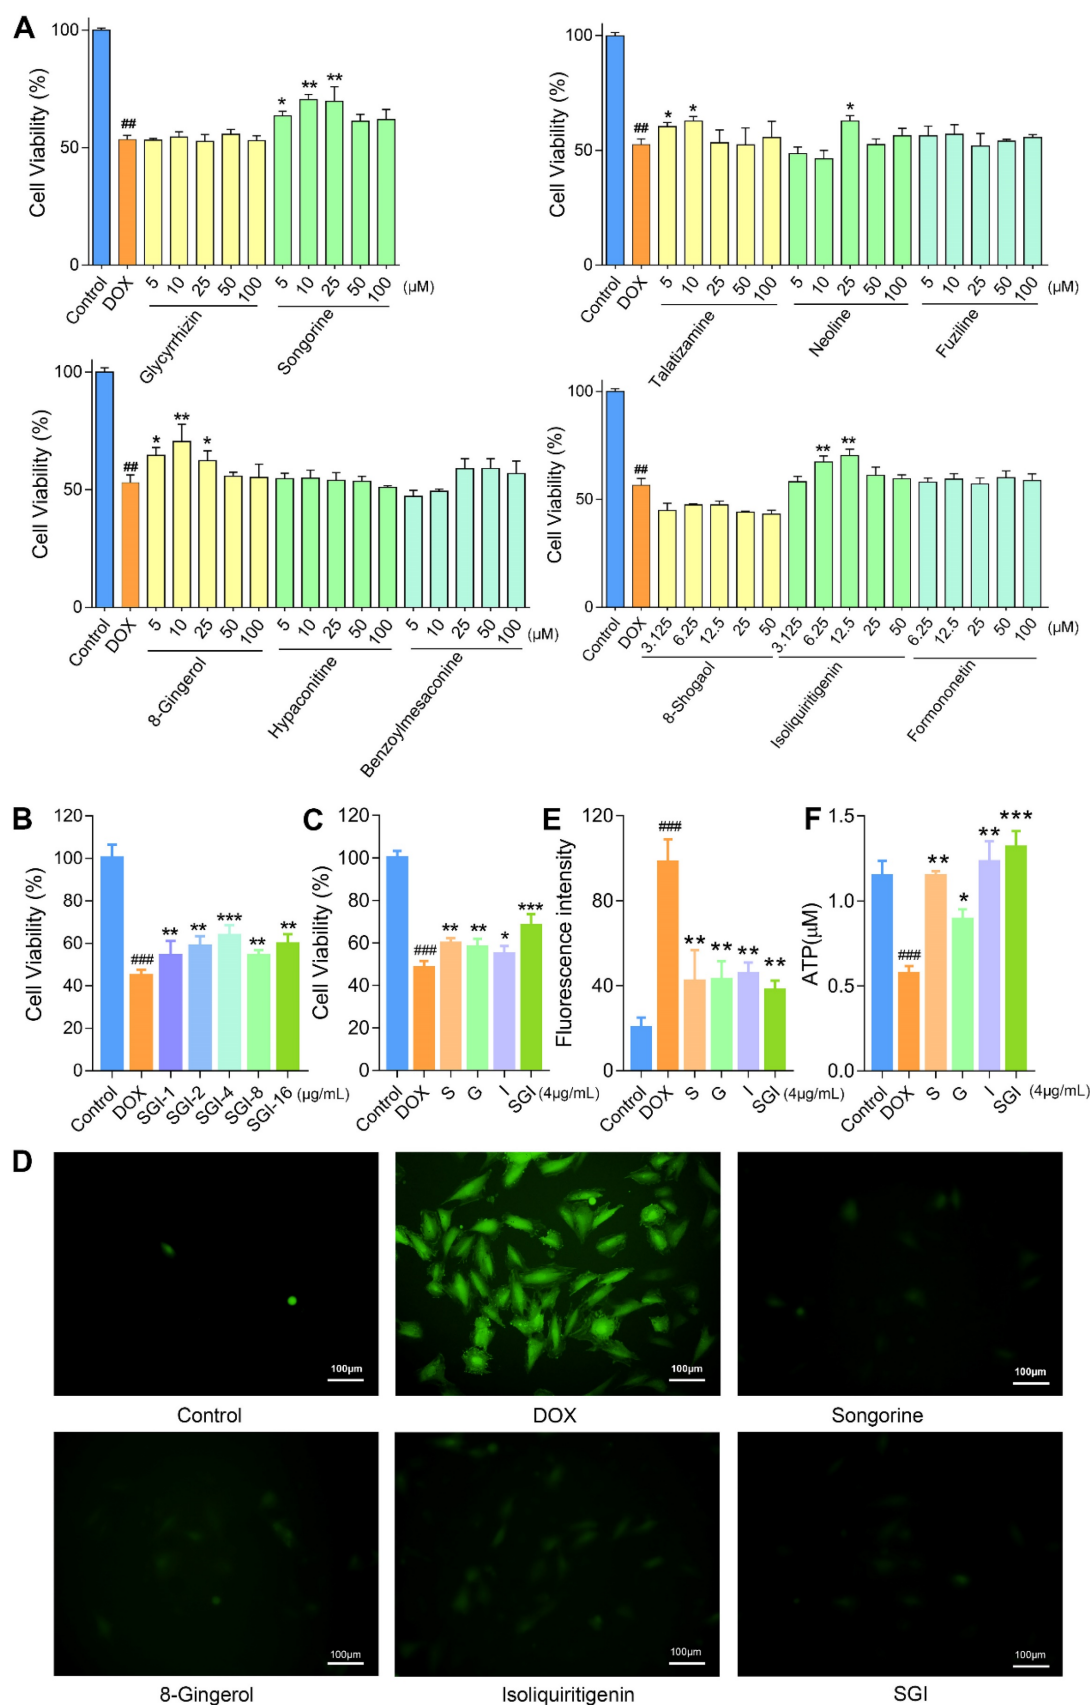 A
Cell Viability (%)
100
50
0
##
* ** **
Control DOX 5 10 25 50 100 5 10 25 50 100 (μM)
Glycyrrhizin Songorine
Cell Viability (%)
100
50
0
##
* * *
Control DOX 5 10 25 50 100 5 10 25 50 100 5 10 25 50 100 (μM)
Talatizamine Neoline Fuziline
Cell Viability (%)
100
50
0
##
* ** *
Control DOX 5 10 25 50 100 5 10 25 50 100 5 10 25 50 100 (μM)
8-Gingerol Hypaconitine Benzoylmesaconine
Cell Viability (%)
100
50
0
##
** **
Control DOX 3.125 6.25 12.5 25 50 3.125 6.25 12.5 25 50 6.25 12.5 25 50 100 (μM)
8-Shogaol Isoliquiritigenin Formononetin
B
Cell Viability (%)
120
100
80
60
40
20
0
### ** ** *** ** **
Control DOX SGI-1 SGI-2 SGI-4 SGI-8 SGI-16 (μg/mL)
C
Cell Viability (%)
120
100
80
60
40
20
0
### ** ** * ***
Control DOX S G I SGI (4μg/mL)
E
Fluorescence intensity
120
80
40
0
### ** ** ** **
Control DOX S G I SGI (4μg/mL)
F
ATP(μM)
1.5
1.0
0.5
0.0
### ** * ** ***
Control DOX S G I SGI (4μg/mL)
D
100μm 100μm 100μm
Control DOX Songorine
100μm 100μm 100μm
8-Gingerol Isoliquiritigenin SGI